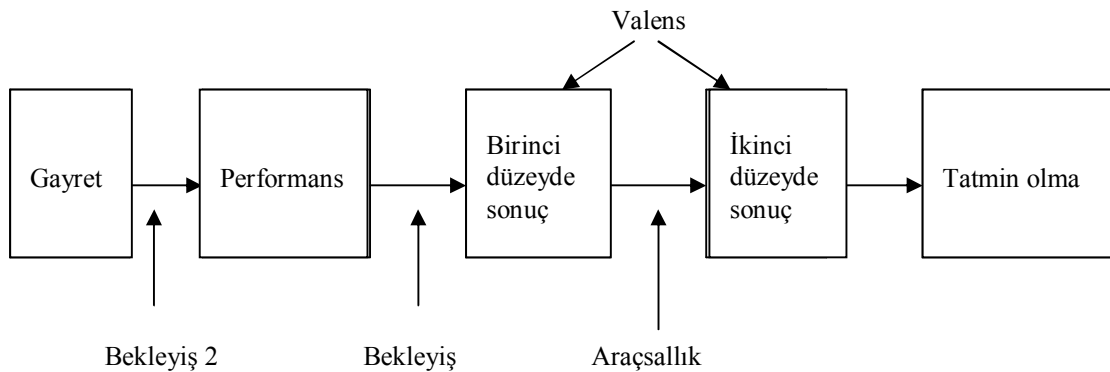 Valens
Gayret
Performans
Birinci
düzeyde
sonuç
İkinci
düzeyde
sonuç
Tatmin olma
Bekleyiş 2
Bekleyiş
Araçsallık